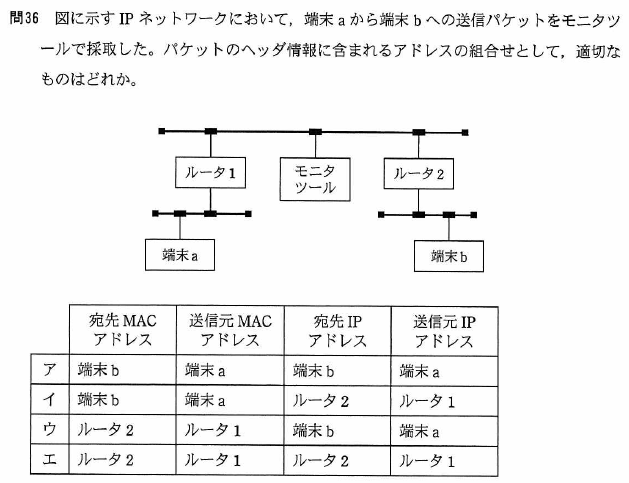 問36 図に示す IP ネットワークにおいて，端末 a から端末 b への送信パケットをモニタツ
ールで採取した。パケットのヘッダ情報に含まれるアドレスの組合せとして，適切な
ものはどれか。
ルータ 1
モニタ
ツール
ルータ 2
端末 a
端末 b
宛先 MAC アドレス 送信元 MAC アドレス 宛先 IP アドレス 送信元 IP アドレス
ア 端末 b 端末 a 端末 b 端末 a
イ 端末 b 端末 a ルータ 2 ルータ 1
ウ ルータ 2 ルータ 1 端末 b 端末 a
エ ルータ 2 ルータ 1 ルータ 2 ルータ 1